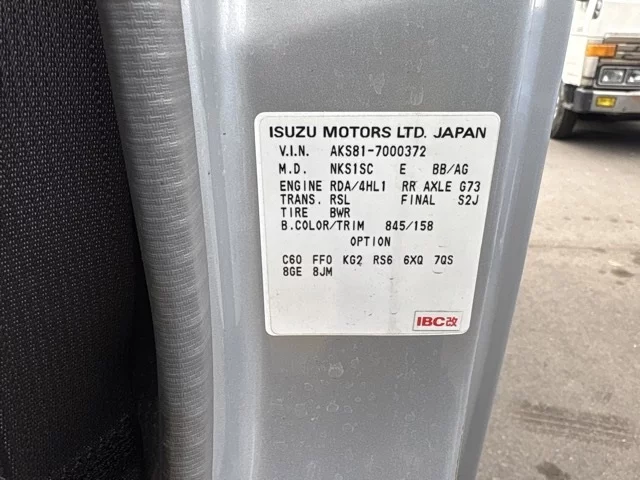 ISUZU MOTORS LTD. JAPAN
V.I.N. AKS81-7000372
M.D. NKS1SC E BB/AG
ENGINE RDA/4HL1 RR AXLE G73
TRANS. RSL FINAL S2J
TIRE BWR
B.COLOR/TRIM 845/158
OPTION
C60 FF0 KG2 RS6 6XQ 7QS
8GE 8JM
IBC改